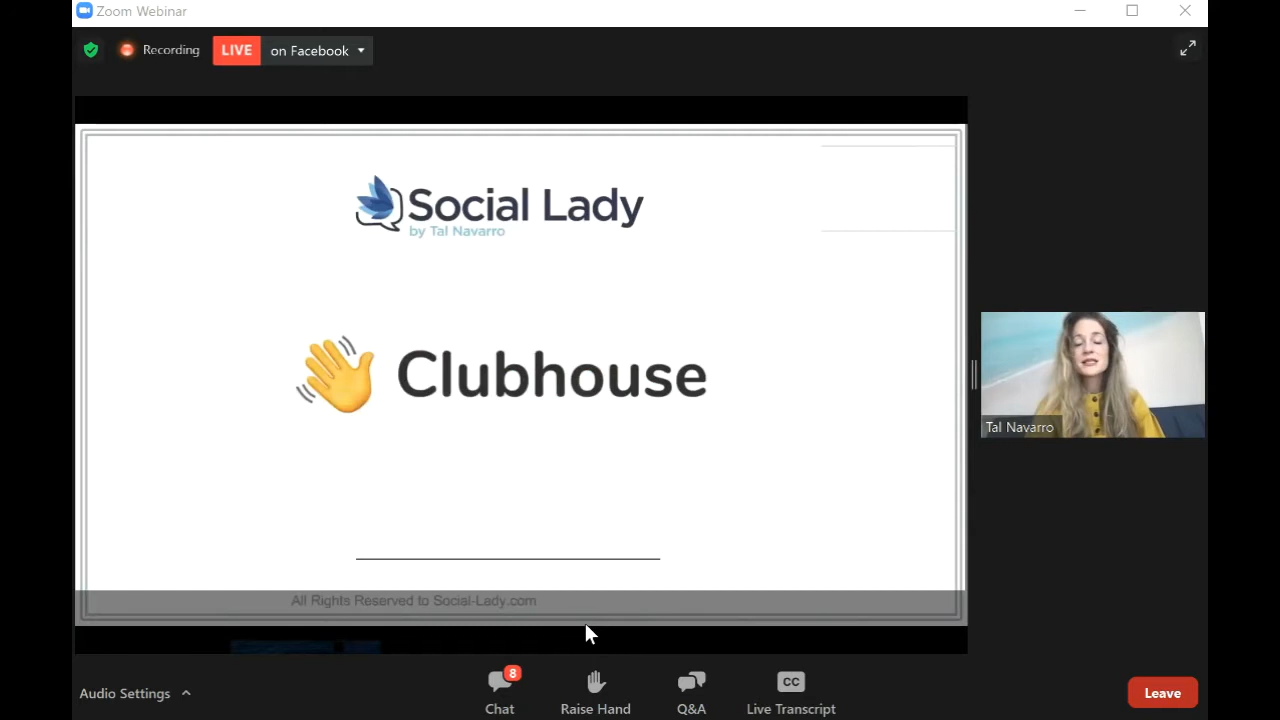 Zoom Webinar
Recording
LIVE on Facebook
Social Lady
by Tal Navarro
Clubhouse
Tal Navarro
All Rights Reserved to Social-Lady.com
Audio Settings
8
Chat
Raise Hand
Q&A
CC
Live Transcript
Leave